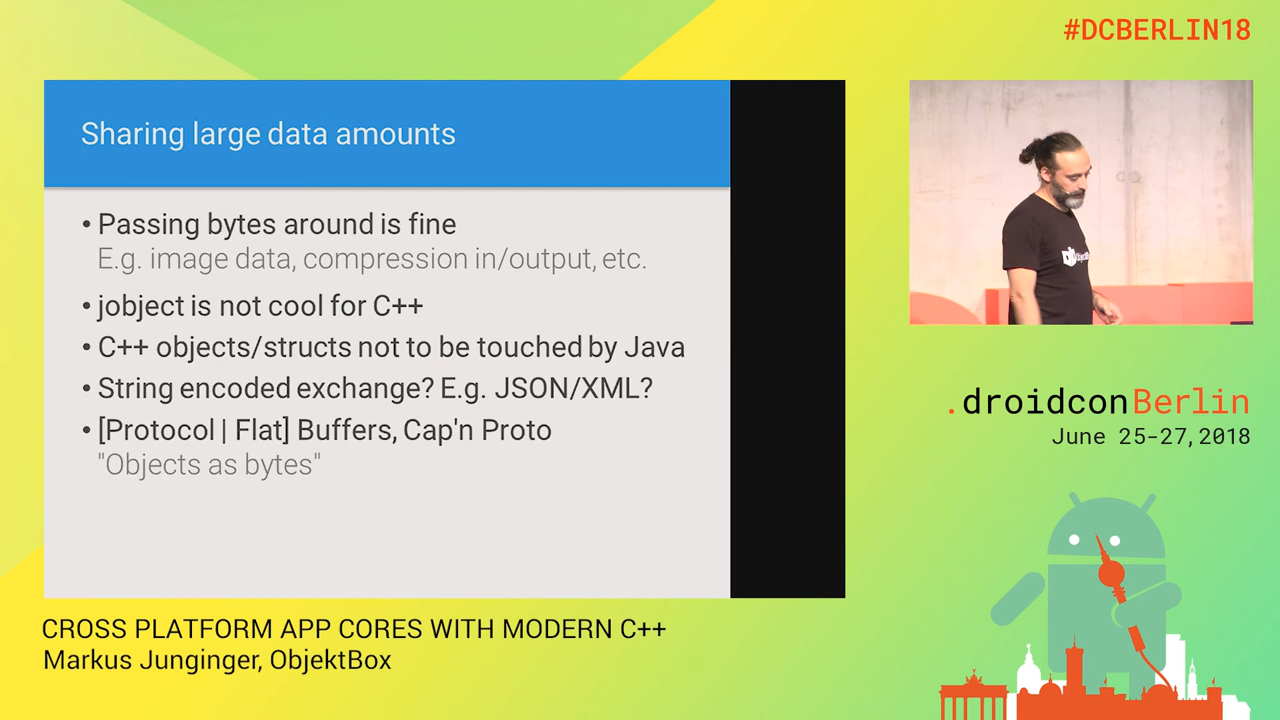 #DCBERLIN18
Sharing large data amounts
• Passing bytes around is fine
E.g. image data, compression in/output, etc.
• jobject is not cool for C++
• C++ objects/structs not to be touched by Java
• String encoded exchange? E.g. JSON/XML?
• [Protocol | Flat] Buffers, Cap'n Proto
"Objects as bytes"
.droidconBerlin
June 25-27, 2018
CROSS PLATFORM APP CORES WITH MODERN C++
Markus Junginger, ObjektBox